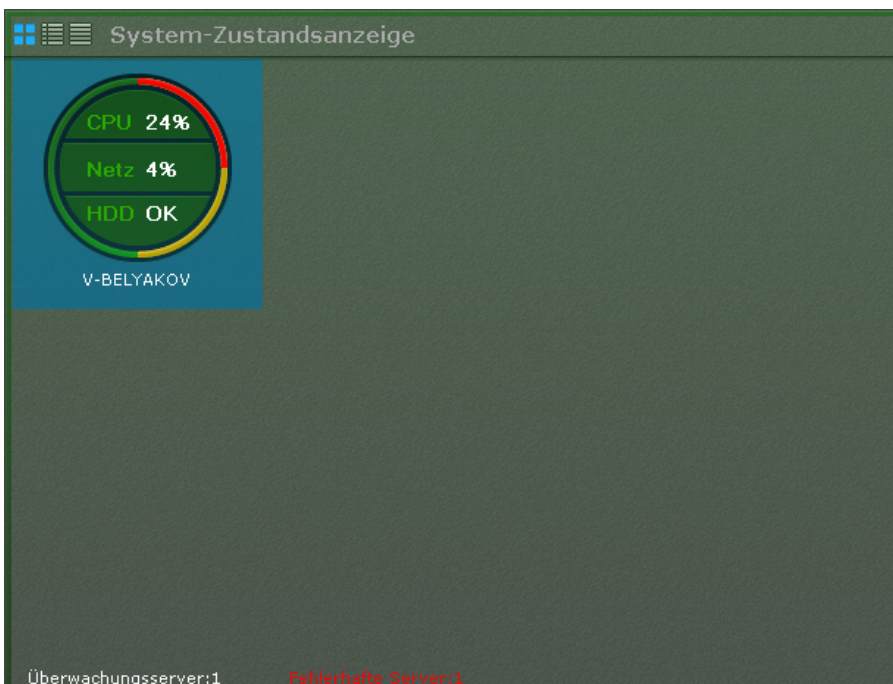 System-Zustandsanzeige
CPU 24%
Netz 4%
HDD OK
V-BELYAKOV
Überwachungsserver:1 Fehlerhafte Server:1